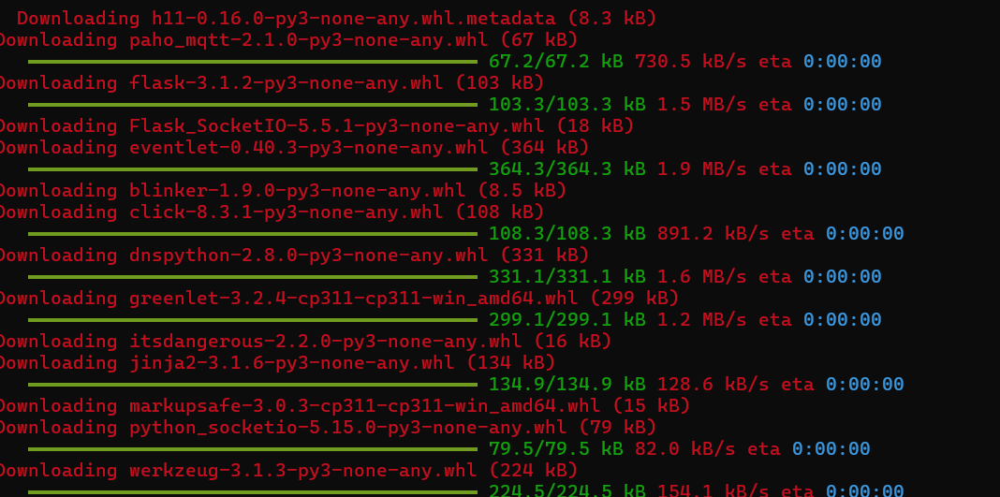 Downloading h11-0.16.0-py3-none-any.whl.metadata (8.3 kB)
Downloading paho_mqtt-2.1.0-py3-none-any.whl (67 kB)
67.2/67.2 kB 730.5 kB/s eta 0:00:00
Downloading flask-3.1.2-py3-none-any.whl (103 kB)
103.3/103.3 kB 1.5 MB/s eta 0:00:00
Downloading Flask_SocketIO-5.5.1-py3-none-any.whl (18 kB)
Downloading eventlet-0.40.3-py3-none-any.whl (364 kB)
364.3/364.3 kB 1.9 MB/s eta 0:00:00
Downloading blinker-1.9.0-py3-none-any.whl (8.5 kB)
Downloading click-8.3.1-py3-none-any.whl (108 kB)
108.3/108.3 kB 891.2 kB/s eta 0:00:00
Downloading dnspython-2.8.0-py3-none-any.whl (331 kB)
331.1/331.1 kB 1.6 MB/s eta 0:00:00
Downloading greenlet-3.2.4-cp311-cp311-win_amd64.whl (299 kB)
299.1/299.1 kB 1.2 MB/s eta 0:00:00
Downloading itsdangerous-2.2.0-py3-none-any.whl (16 kB)
Downloading jinja2-3.1.6-py3-none-any.whl (134 kB)
134.9/134.9 kB 128.6 kB/s eta 0:00:00
Downloading markupsafe-3.0.3-cp311-cp311-win_amd64.whl (15 kB)
Downloading python_socketio-5.15.0-py3-none-any.whl (79 kB)
79.5/79.5 kB 82.0 kB/s eta 0:00:00
Downloading werkzeug-3.1.3-py3-none-any.whl (224 kB)
224.5/224.5 kB 154.1 kB/s eta 0:00:00